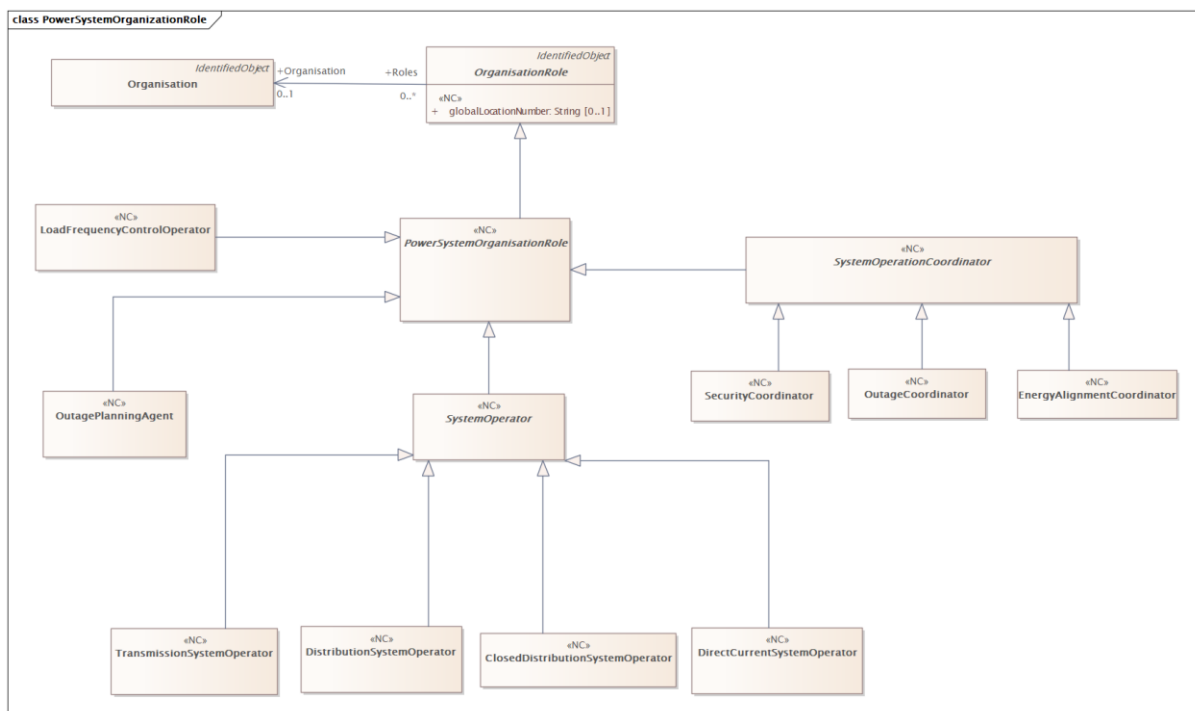 class PowerSystemOrganizationRole
IdentifiedObject
Organisation
+Organisation
0..1
+Roles
0..*
IdentifiedObject
OrganisationRole
«NC»
+ globalLocationNumber: String [0..1]
«NC»
LoadFrequencyControlOperator
«NC»
PowerSystemOrganisationRole
«NC»
SystemOperationCoordinator
«NC»
OutagePlanningAgent
«NC»
SystemOperator
«NC»
SecurityCoordinator
«NC»
OutageCoordinator
«NC»
EnergyAlignmentCoordinator
«NC»
TransmissionSystemOperator
«NC»
DistributionSystemOperator
«NC»
ClosedDistributionSystemOperator
«NC»
DirectCurrentSystemOperator